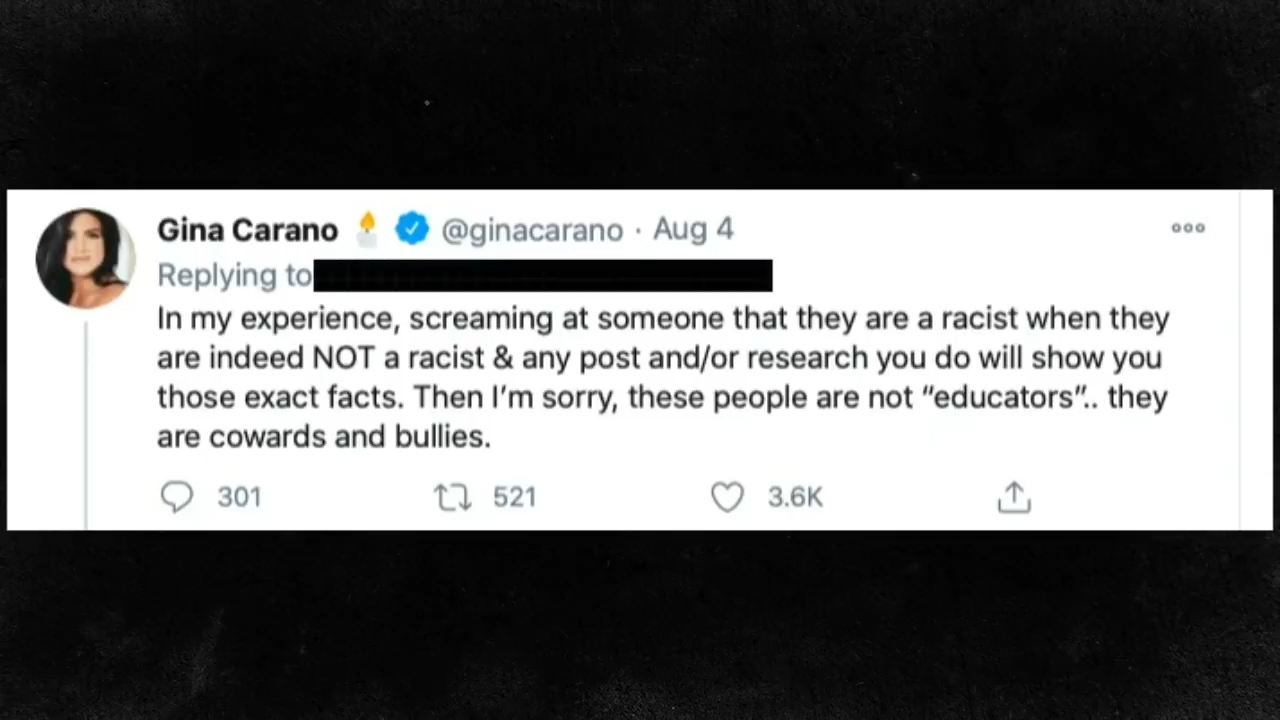 Gina Carano @ginacarano · Aug 4
Replying to
In my experience, screaming at someone that they are a racist when they
are indeed NOT a racist & any post and/or research you do will show you
those exact facts. Then I’m sorry, these people are not “educators”.. they
are cowards and bullies.
301 521 3.6K